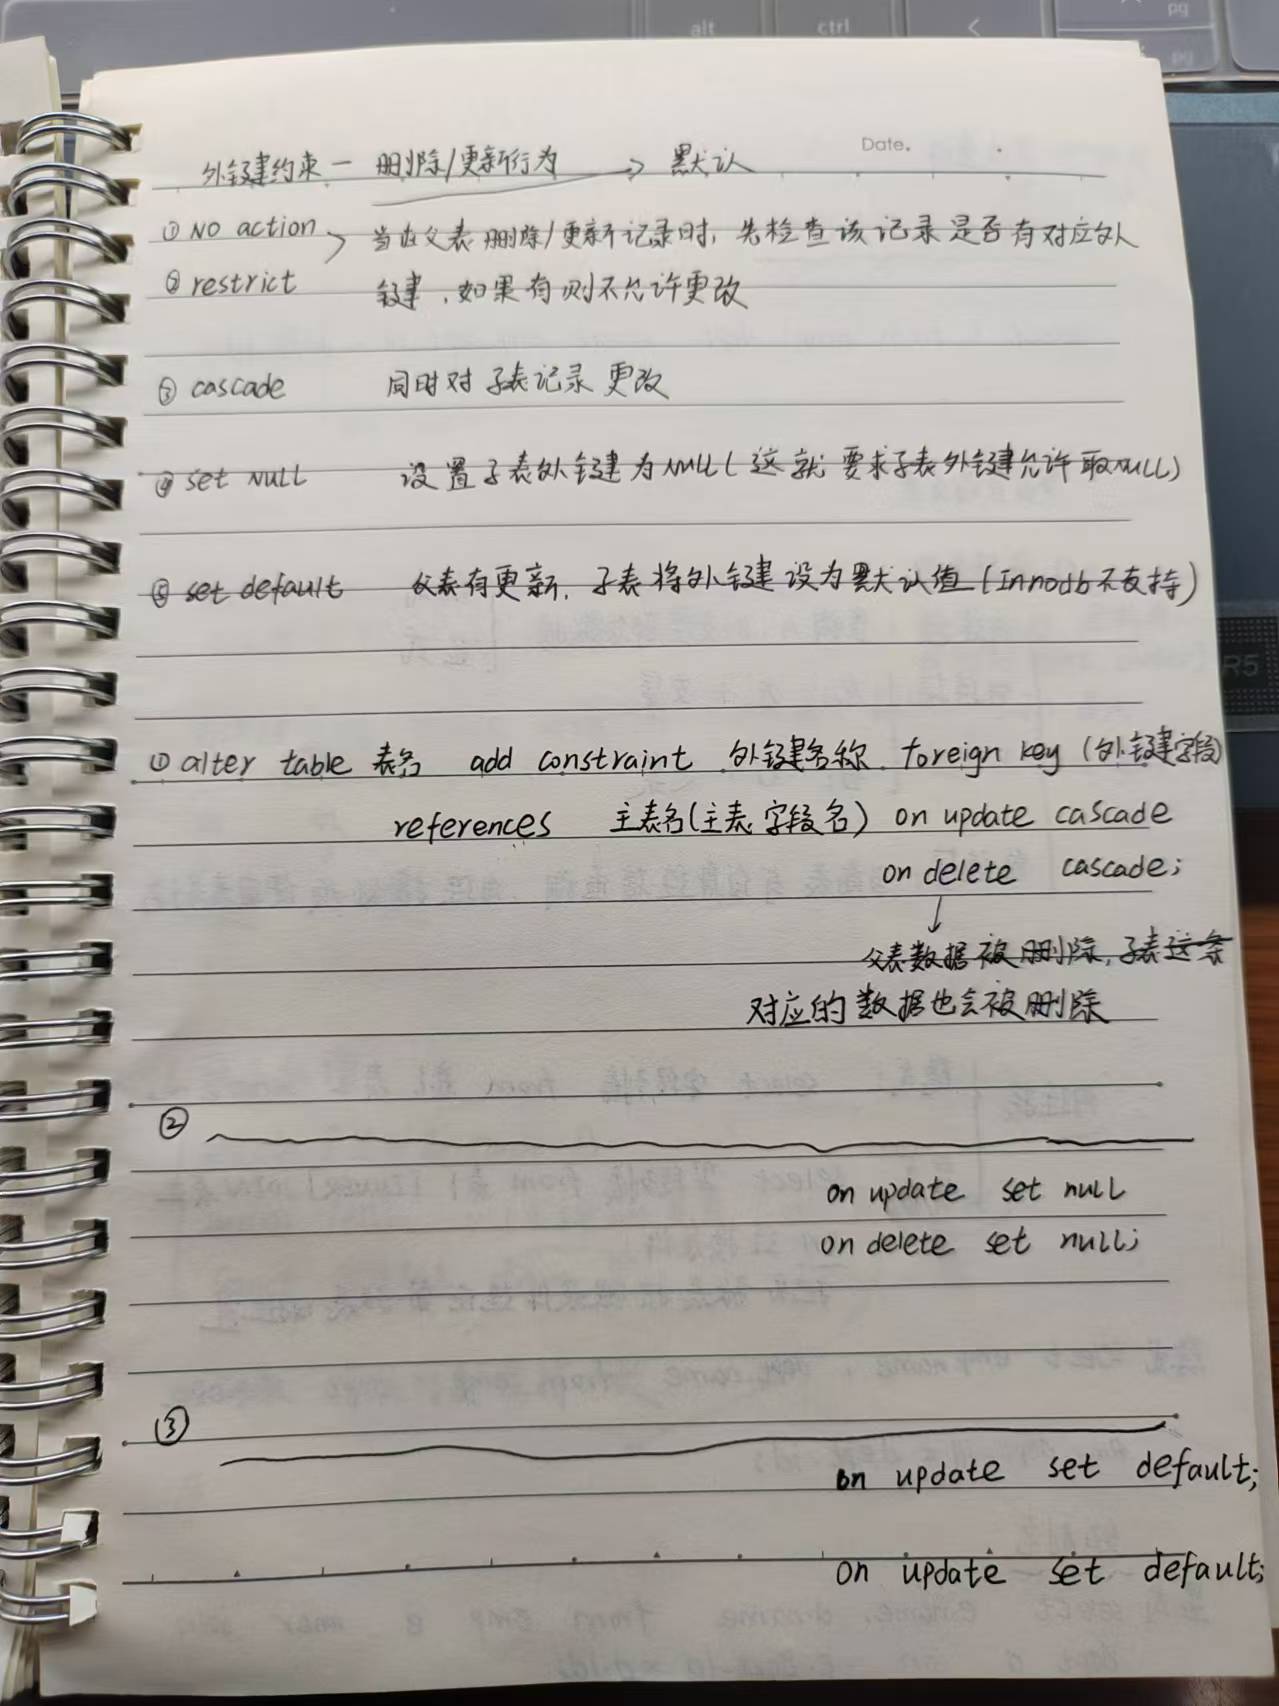 Date.
外键约束 — 删除/更新行为 → 默认
① NO action > 当在父表删除/更新记录时，先检查该记录是否有对应外
② restrict 键，如果有则不允许更改
③ cascade 同时对子表记录更改
④ set NULL 设置子表外键为NULL(这就要求子表外键允许取NULL)
⑤ set default 父表有更新，子表将外键设为默认值(Innodb不支持)
① alter table 表名 add constraint 外键名称 foreign key (外键字段)
references 主表名(主表字段名) on update cascade
on delete cascade;
↓
父表数据被删除，子表这条
对应的数据也会被删除
②
on update set null
on delete set null;
③
on update set default;
on update set default;
alt
ctrl
pg
pg
R5